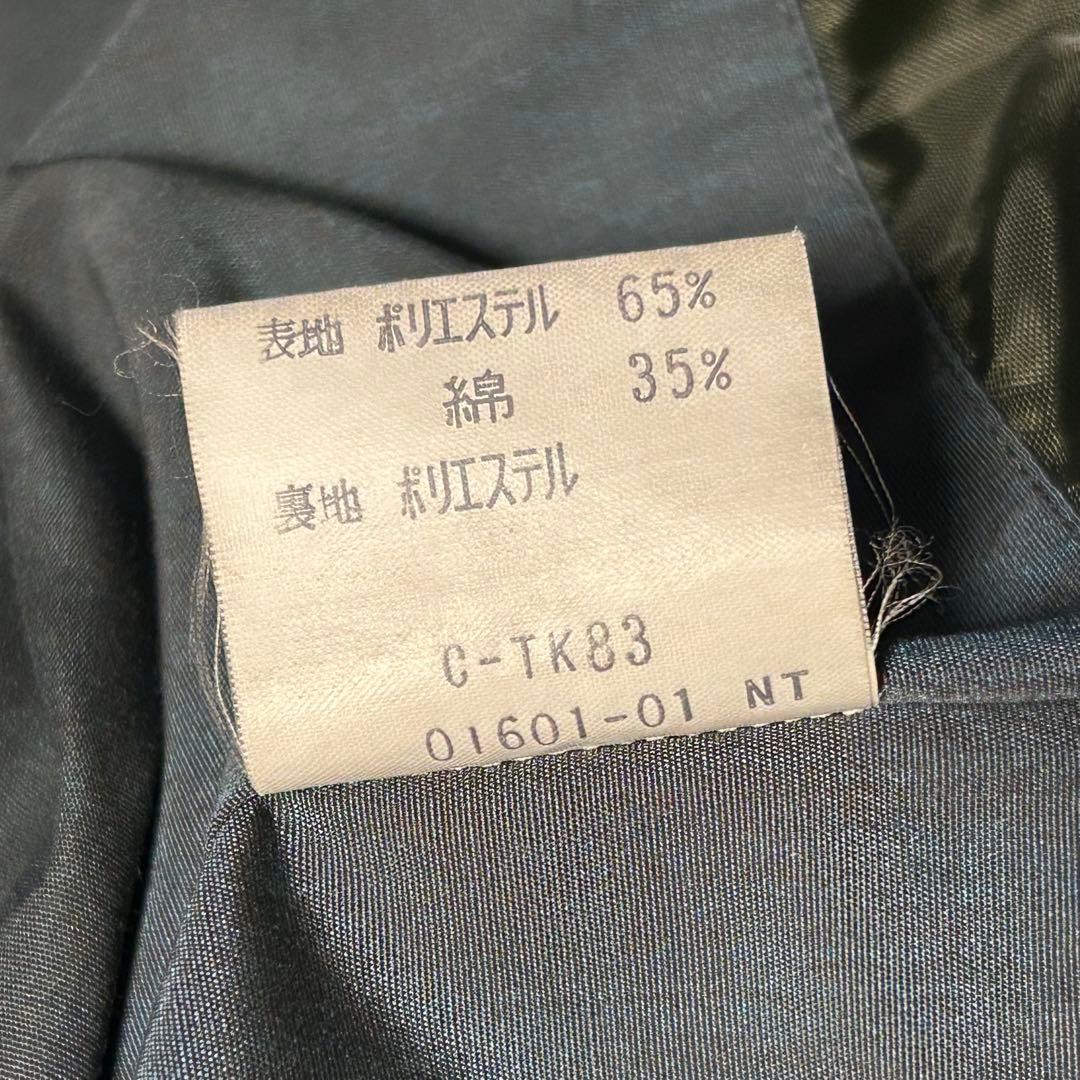 表地 ポリエステル 65%
綿 35%
裏地 ポリエステル
C-TK83
01601-01 NT